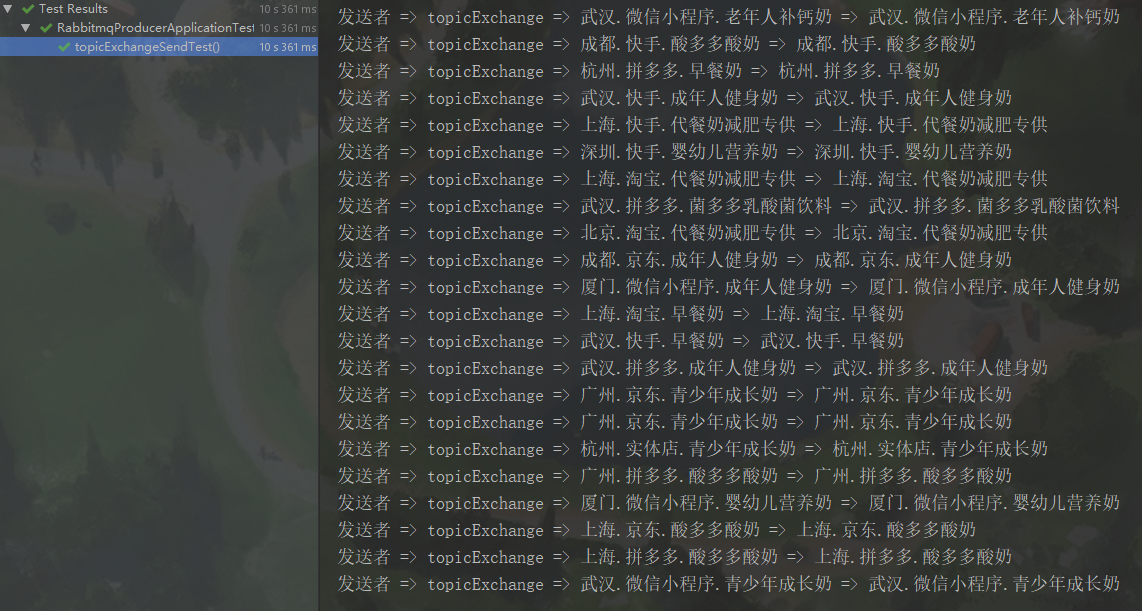 Test Results 10 s 361 ms
RabbitmqProducerApplicationTest 10 s 361 ms
topicExchangeSendTest() 10 s 361 ms
发送者 => topicExchange => 武汉.微信小程序.老年人补钙奶 => 武汉.微信小程序.老年人补钙奶
发送者 => topicExchange => 成都.快手.酸多多酸奶 => 成都.快手.酸多多酸奶
发送者 => topicExchange => 杭州.拼多多.早餐奶 => 杭州.拼多多.早餐奶
发送者 => topicExchange => 武汉.快手.成年人健身奶 => 武汉.快手.成年人健身奶
发送者 => topicExchange => 上海.快手.代餐奶减肥专供 => 上海.快手.代餐奶减肥专供
发送者 => topicExchange => 深圳.快手.婴幼儿营养奶 => 深圳.快手.婴幼儿营养奶
发送者 => topicExchange => 上海.淘宝.代餐奶减肥专供 => 上海.淘宝.代餐奶减肥专供
发送者 => topicExchange => 武汉.拼多多.菌多多乳酸菌饮料 => 武汉.拼多多.菌多多乳酸菌饮料
发送者 => topicExchange => 北京.淘宝.代餐奶减肥专供 => 北京.淘宝.代餐奶减肥专供
发送者 => topicExchange => 成都.京东.成年人健身奶 => 成都.京东.成年人健身奶
发送者 => topicExchange => 厦门.微信小程序.成年人健身奶 => 厦门.微信小程序.成年人健身奶
发送者 => topicExchange => 上海.淘宝.早餐奶 => 上海.淘宝.早餐奶
发送者 => topicExchange => 武汉.快手.早餐奶 => 武汉.快手.早餐奶
发送者 => topicExchange => 武汉.拼多多.成年人健身奶 => 武汉.拼多多.成年人健身奶
发送者 => topicExchange => 广州.京东.青少年成长奶 => 广州.京东.青少年成长奶
发送者 => topicExchange => 广州.京东.青少年成长奶 => 广州.京东.青少年成长奶
发送者 => topicExchange => 杭州.实体店.青少年成长奶 => 杭州.实体店.青少年成长奶
发送者 => topicExchange => 广州.拼多多.酸多多酸奶 => 广州.拼多多.酸多多酸奶
发送者 => topicExchange => 厦门.微信小程序.婴幼儿营养奶 => 厦门.微信小程序.婴幼儿营养奶
发送者 => topicExchange => 上海.京东.酸多多酸奶 => 上海.京东.酸多多酸奶
发送者 => topicExchange => 上海.拼多多.酸多多酸奶 => 上海.拼多多.酸多多酸奶
发送者 => topicExchange => 武汉.微信小程序.青少年成长奶 => 武汉.微信小程序.青少年成长奶